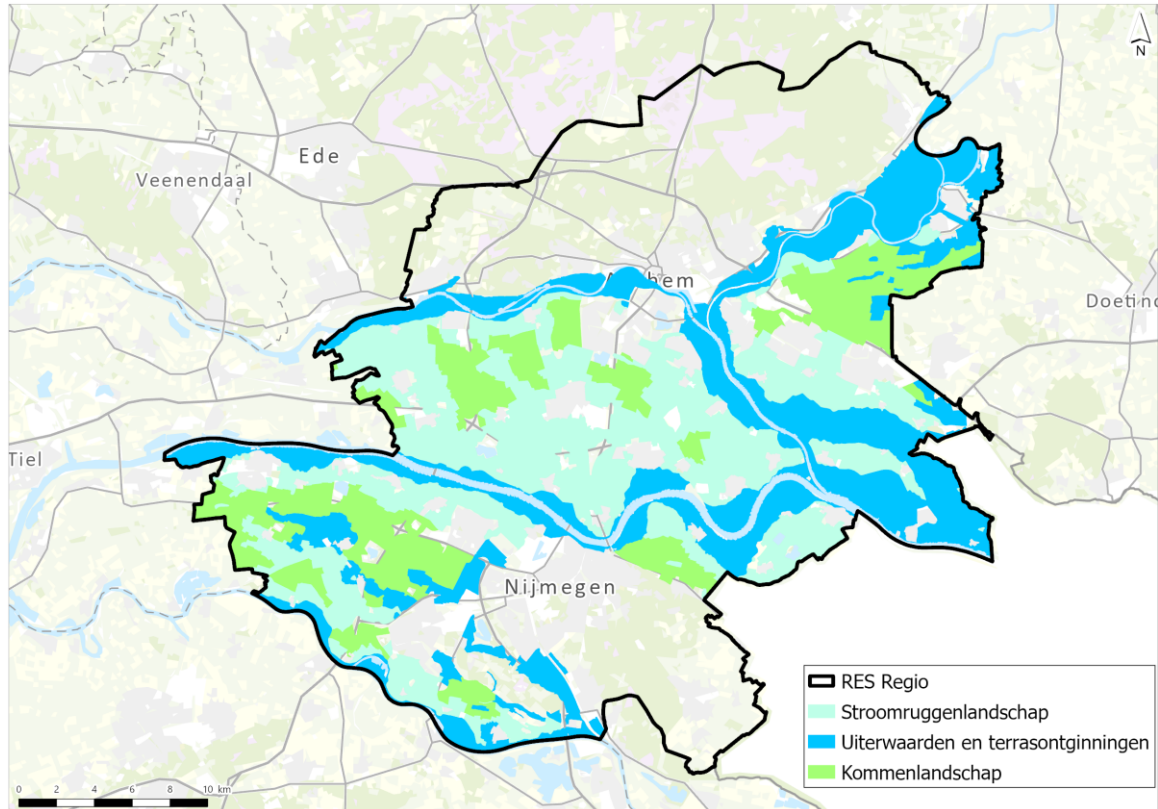 N
Ede
Veenendaal
Doetinc
Tiel
Nijmegen
RES Regio
Stroomruggenlandschap
Uiterwaarden en terrasontginningen
Kommenlandschap
0 2 4 6 8 10 km